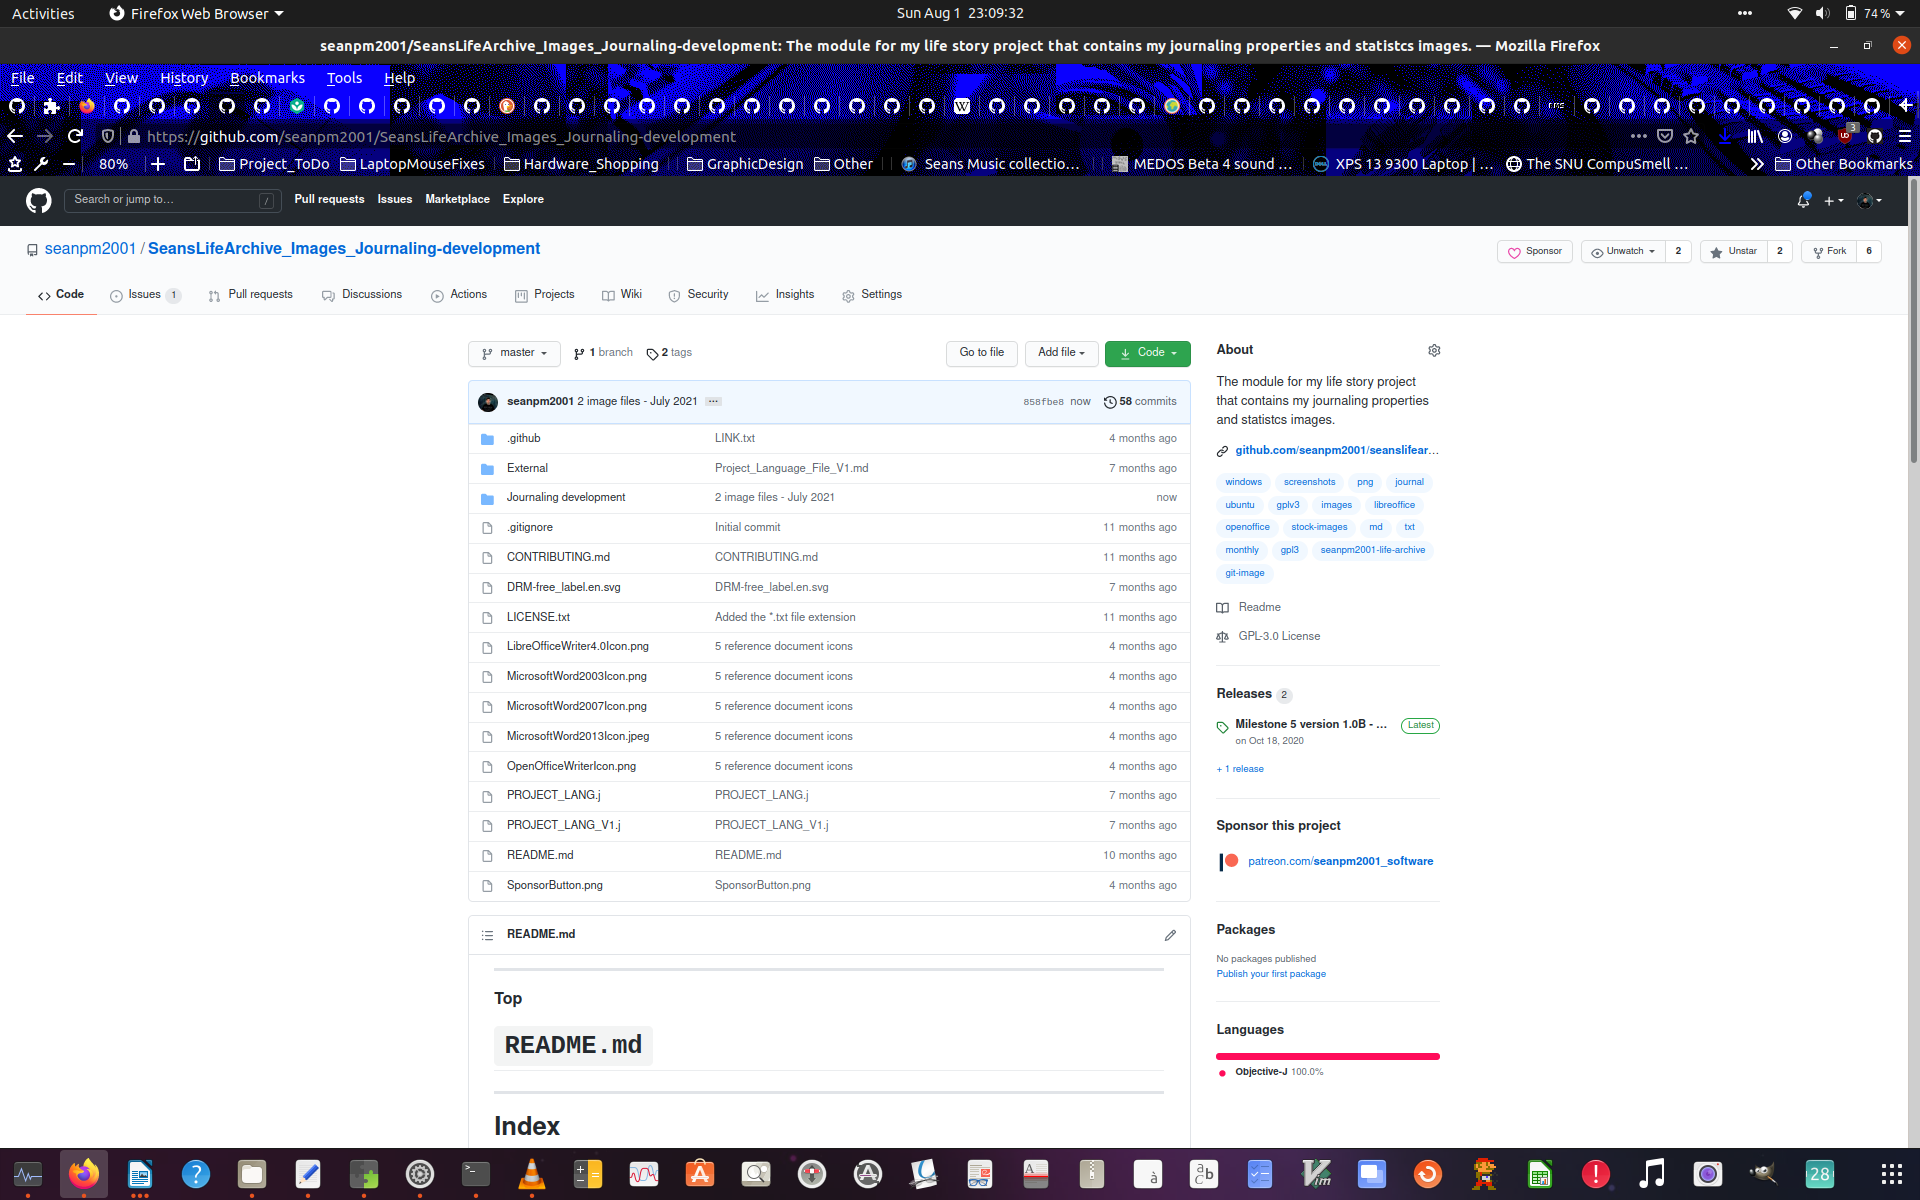 Activities Firefox Web Browser Sun Aug 1 23:09:32 74 %
seanpm2001/SeansLifeArchive_Images_Journaling-development: The module for my life story project that contains my journaling properties and statistcs images. — Mozilla Firefox
File Edit View History Bookmarks Tools Help
https://github.com/seanpm2001/SeansLifeArchive_Images_Journaling-development 3
80% Project_ToDo LaptopMouseFixes Hardware_Shopping GraphicDesign Other Seans Music collectio… MEDOS Beta 4 sound … XPS 13 9300 Laptop | … The SNU CompuSmell … Other Bookmarks
Search or jump to… / Pull requests Issues Marketplace Explore
seanpm2001 / SeansLifeArchive_Images_Journaling-development Sponsor Unwatch 2 Unstar 2 Fork 6
Code Issues 1 Pull requests Discussions Actions Projects Wiki Security Insights Settings
master 1 branch 2 tags Go to file Add file Code
seanpm2001 2 image files - July 2021 ... 858fbe8 now 58 commits
.github LINK.txt 4 months ago
External Project_Language_File_V1.md 7 months ago
Journaling development 2 image files - July 2021 now
.gitignore Initial commit 11 months ago
CONTRIBUTING.md CONTRIBUTING.md 11 months ago
DRM-free_label.en.svg DRM-free_label.en.svg 7 months ago
LICENSE.txt Added the *.txt file extension 11 months ago
LibreOfficeWriter4.0Icon.png 5 reference document icons 4 months ago
MicrosoftWord2003Icon.png 5 reference document icons 4 months ago
MicrosoftWord2007Icon.png 5 reference document icons 4 months ago
MicrosoftWord2013Icon.jpeg 5 reference document icons 4 months ago
OpenOfficeWriterIcon.png 5 reference document icons 4 months ago
PROJECT_LANG.j PROJECT_LANG.j 7 months ago
PROJECT_LANG_V1.j PROJECT_LANG_V1.j 7 months ago
README.md README.md 10 months ago
SponsorButton.png SponsorButton.png 4 months ago
README.md
Top
README.md
Index
About
The module for my life story project
that contains my journaling properties
and statistcs images.
github.com/seanpm2001/seanslifear…
windows screenshots png journal
ubuntu gplv3 images libreoffice
openoffice stock-images md txt
monthly gpl3 seanpm2001-life-archive
git-image
Readme
GPL-3.0 License
Releases 2
Milestone 5 version 1.0B - … Latest
on Oct 18, 2020
+ 1 release
Sponsor this project
patreon.com/seanpm2001_software
Packages
No packages published
Publish your first package
Languages
Objective-J 100.0%
28